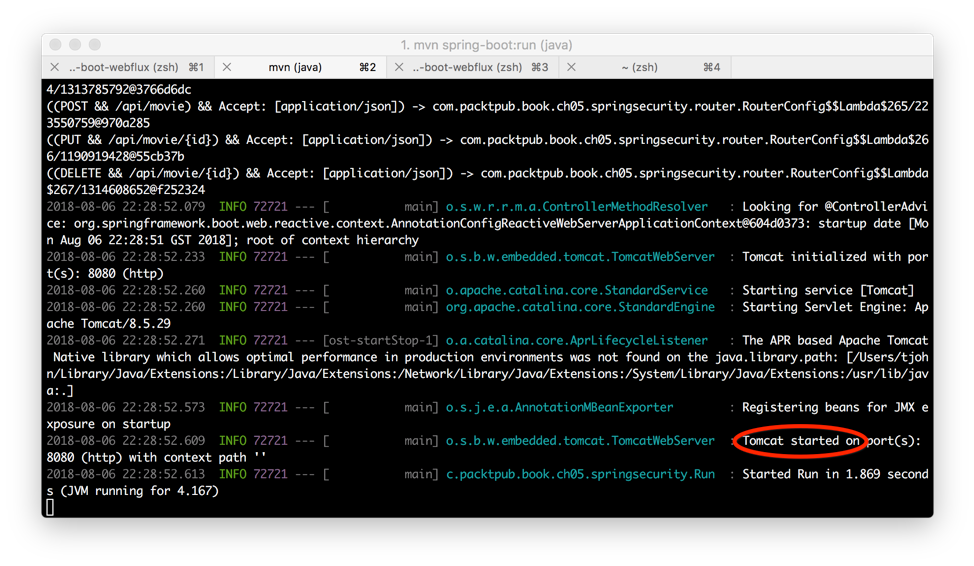 1. mvn spring-boot:run (java)
..-boot-webflux (zsh) ⌘1 mvn (java) ⌘2 ..-boot-webflux (zsh) ⌘3 ~ (zsh) ⌘4
4/1313785792@3766d6dc
((POST && /api/movie) && Accept: [application/json]) -> com.packtpub.book.ch05.springsecurity.router.RouterConfig$$Lambda$265/22
3550759@970a285
((PUT && /api/movie/{id}) && Accept: [application/json]) -> com.packtpub.book.ch05.springsecurity.router.RouterConfig$$Lambda$26
6/1190919428@55cb37b
((DELETE && /api/movie/{id}) && Accept: [application/json]) -> com.packtpub.book.ch05.springsecurity.router.RouterConfig$$Lambda
$267/1314608652@f252324
2018-08-06 22:28:52.079  INFO 72721 --- [           main] o.s.w.r.r.m.a.ControllerMethodResolver   : Looking for @ControllerAdvi
ce: org.springframework.boot.web.reactive.context.AnnotationConfigReactiveWebServerApplicationContext@604d0373: startup date [Mo
n Aug 06 22:28:51 GST 2018]; root of context hierarchy
2018-08-06 22:28:52.233  INFO 72721 --- [           main] o.s.b.w.embedded.tomcat.TomcatWebServer  : Tomcat initialized with por
t(s): 8080 (http)
2018-08-06 22:28:52.260  INFO 72721 --- [           main] o.apache.catalina.core.StandardService   : Starting service [Tomcat]
2018-08-06 22:28:52.260  INFO 72721 --- [           main] org.apache.catalina.core.StandardEngine  : Starting Servlet Engine: Ap
ache Tomcat/8.5.29
2018-08-06 22:28:52.271  INFO 72721 --- [ost-startStop-1] o.a.catalina.core.AprLifecycleListener   : The APR based Apache Tomcat
 Native library which allows optimal performance in production environments was not found on the java.library.path: [/Users/tjoh
n/Library/Java/Extensions:/Library/Java/Extensions:/Network/Library/Java/Extensions:/System/Library/Java/Extensions:/usr/lib/jav
a:.]
2018-08-06 22:28:52.573  INFO 72721 --- [           main] o.s.j.e.a.AnnotationMBeanExporter        : Registering beans for JMX e
xposure on startup
2018-08-06 22:28:52.609  INFO 72721 --- [           main] o.s.b.w.embedded.tomcat.TomcatWebServer  : Tomcat started on port(s):
8080 (http) with context path ''
2018-08-06 22:28:52.613  INFO 72721 --- [           main] c.packtpub.book.ch05.springsecurity.Run  : Started Run in 1.869 second
s (JVM running for 4.167)